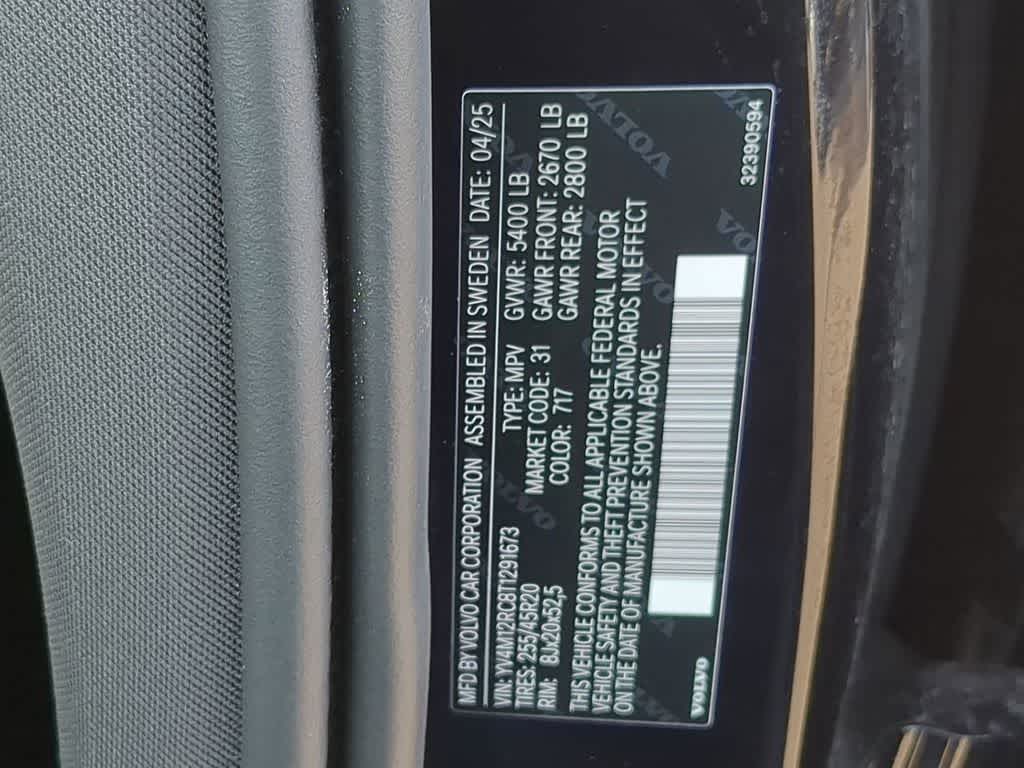 MFD BY VOLVO CAR CORPORATION ASSEMBLED IN SWEDEN DATE: 04/25
VIN: YV4M12RC8T1291673 TYPE: MPV GVWR: 5400 LB
TIRES: 255/45R20 MARKET CODE: 31 GAWR FRONT: 2670 LB
RIM: 8Jx20x52,5 COLOR: 717 GAWR REAR: 2800 LB
THIS VEHICLE CONFORMS TO ALL APPLICABLE FEDERAL MOTOR
VEHICLE SAFETY AND THEFT PREVENTION STANDARDS IN EFFECT
ON THE DATE OF MANUFACTURE SHOWN ABOVE.
VOLVO
32390594